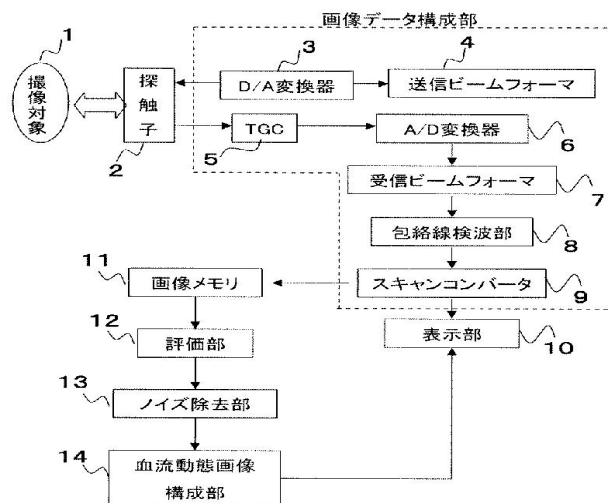 画像データ構成部
1
撮像対象
探触子
2
3
D/A変換器
4
送信ビームフォーマ
TGC
5
A/D変換器
6
受信ビームフォーマ
7
包絡線検波部
8
スキャンコンバータ
9
表示部
10
11
画像メモリ
12
評価部
13
ノイズ除去部
14
血流動態画像
構成部